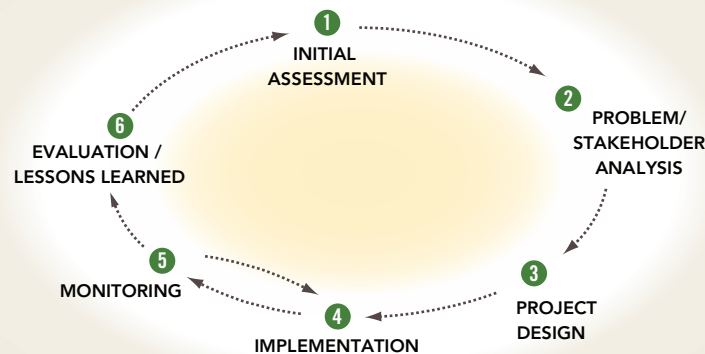 1
INITIAL
ASSESSMENT
2
PROBLEM/
STAKEHOLDER
ANALYSIS
3
PROJECT
DESIGN
4
IMPLEMENTATION
5
MONITORING
6
EVALUATION /
LESSONS LEARNED